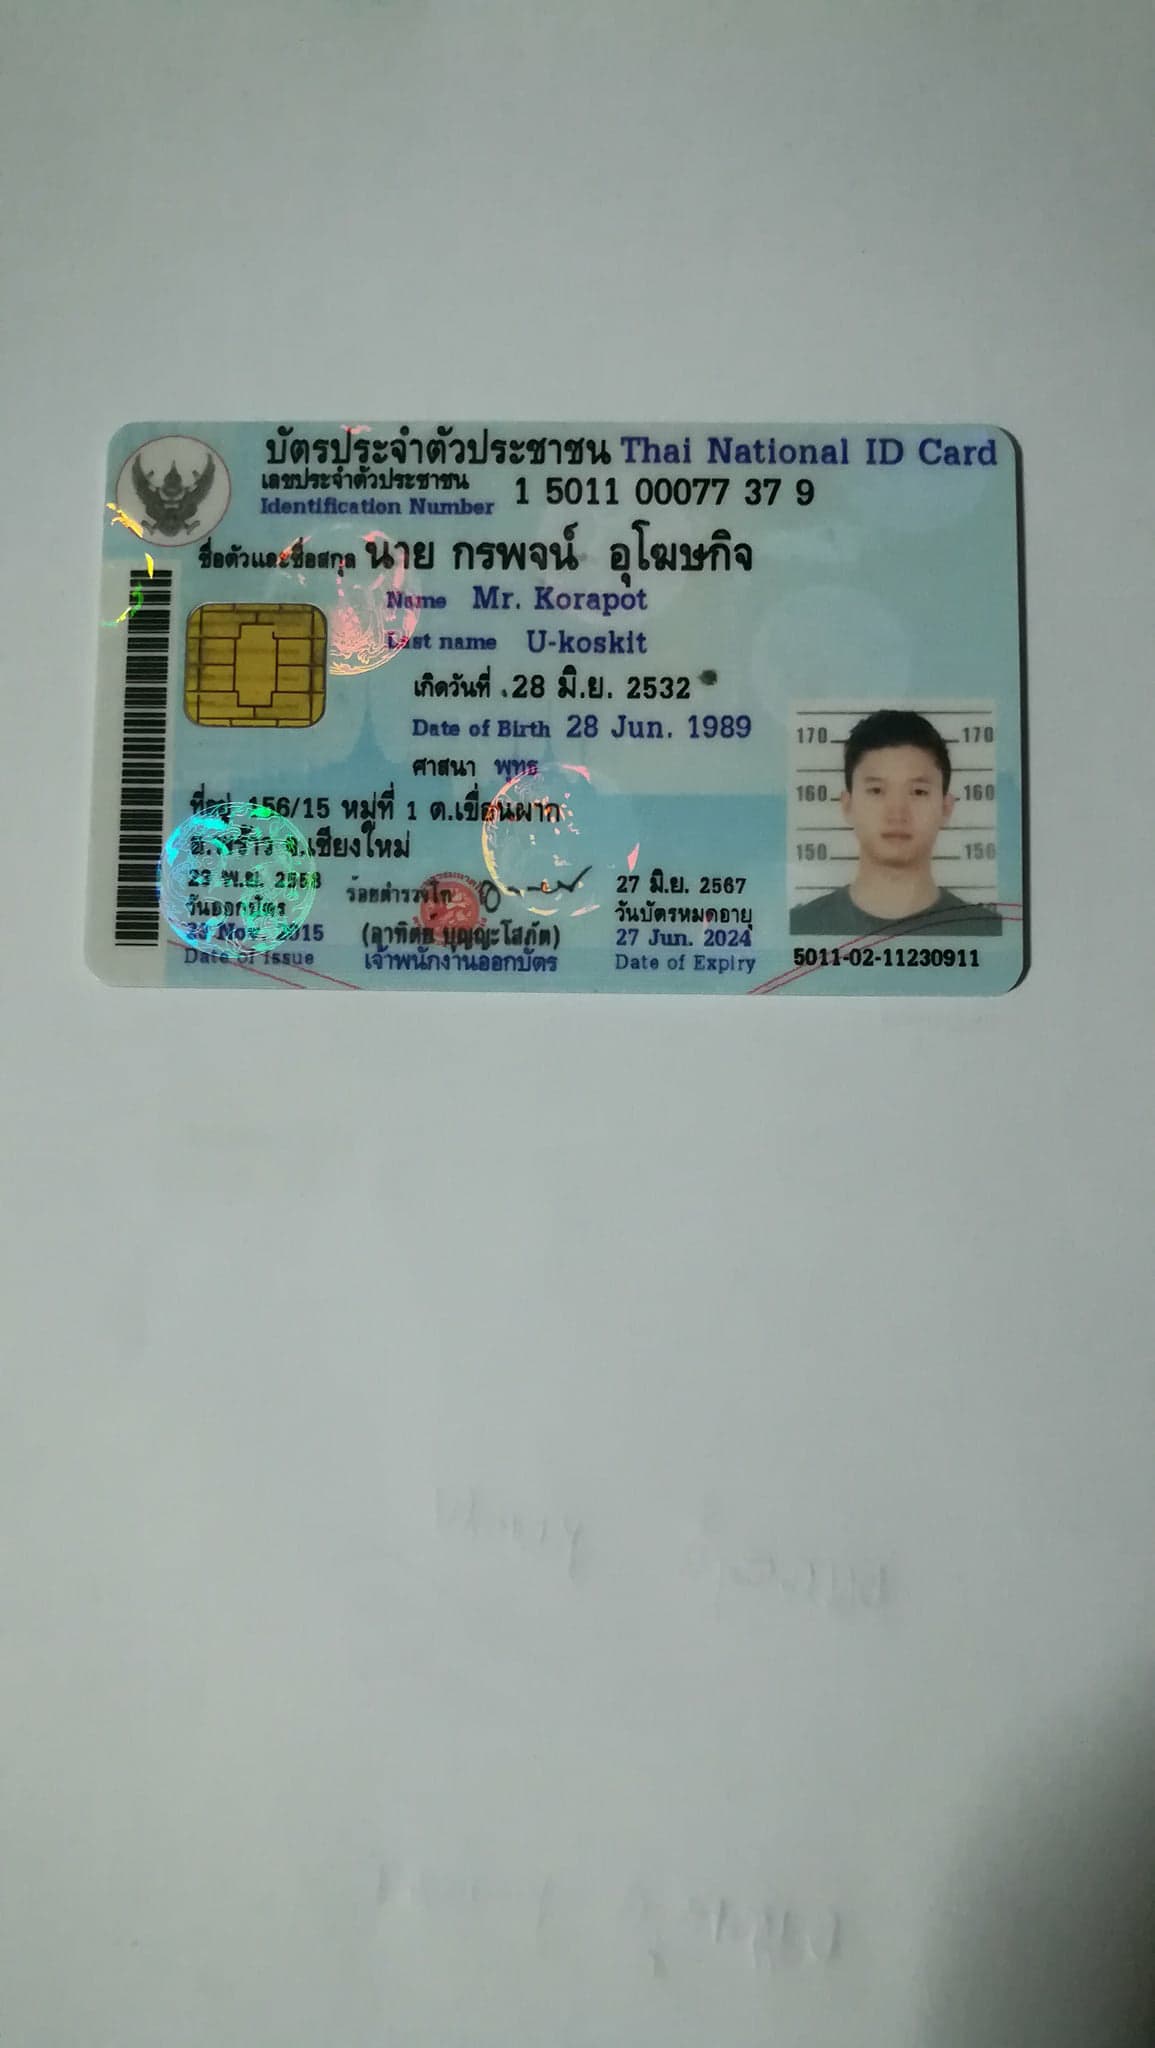 บัตรประจำตัวประชาชน Thai National ID Card
เลขประจำตัวประชาชน
Identification Number 1 5011 00077 37 9
ชื่อตัวและชื่อสกุล นาย กรพจน์ อุโฆษกิจ
Name Mr. Korapot
Last name U-koskit
เกิดวันที่ 28 มิ.ย. 2532
Date of Birth 28 Jun. 1989
ศาสนา พุทธ
ที่อยู่ 156/15 หมู่ที่ 1 ต.เขื่อนผาก
อ.พร้าว จ.เชียงใหม่
23 พ.ย. 2558
วันออกบัตร
23 Nov. 2015
Date of Issue
ร้อยตำรวจโท
(อาทิตย์ บุญญะโสภัต)
เจ้าพนักงานออกบัตร
27 มิ.ย. 2567
วันบัตรหมดอายุ
27 Jun. 2024
Date of Expiry
170 170
160 160
150 150
5011-02-11230911